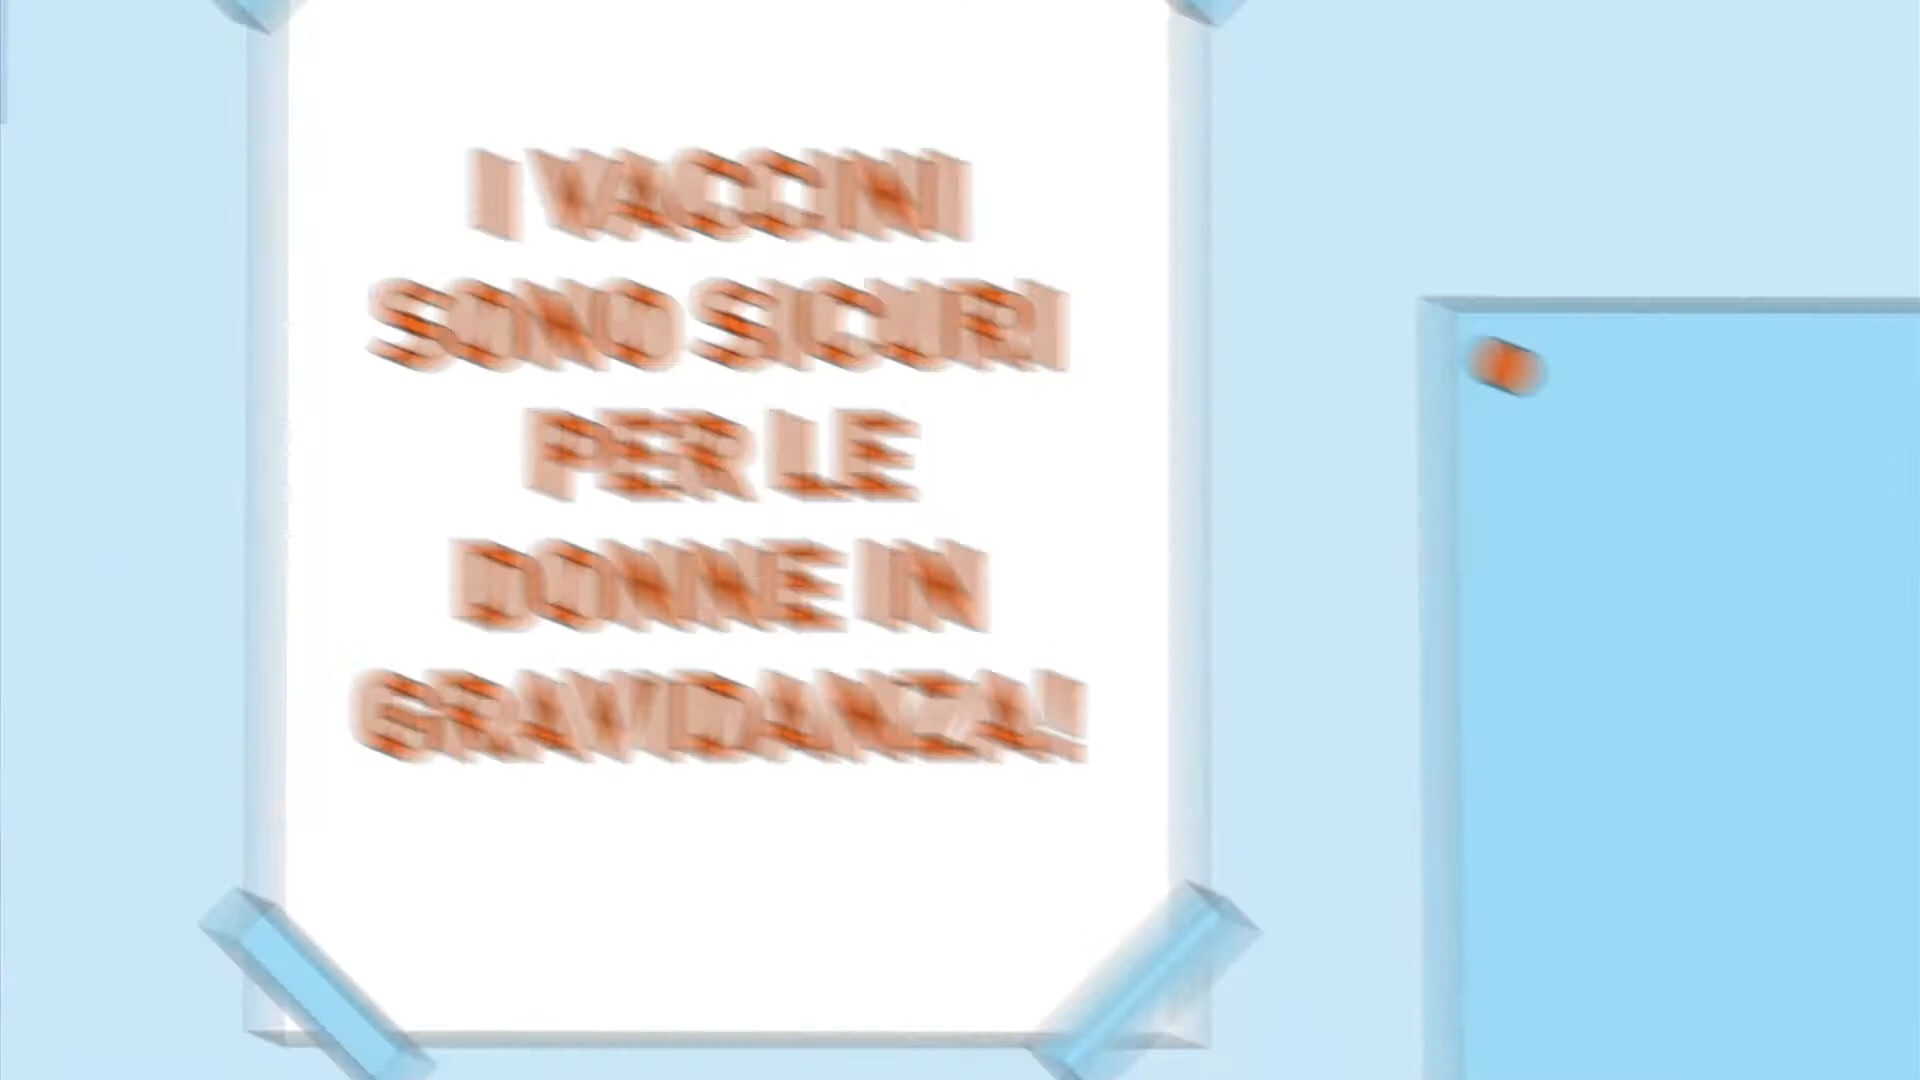 I VACCINI
SONO SICURI
PER LE
DONNE IN
GRAVIDANZA!